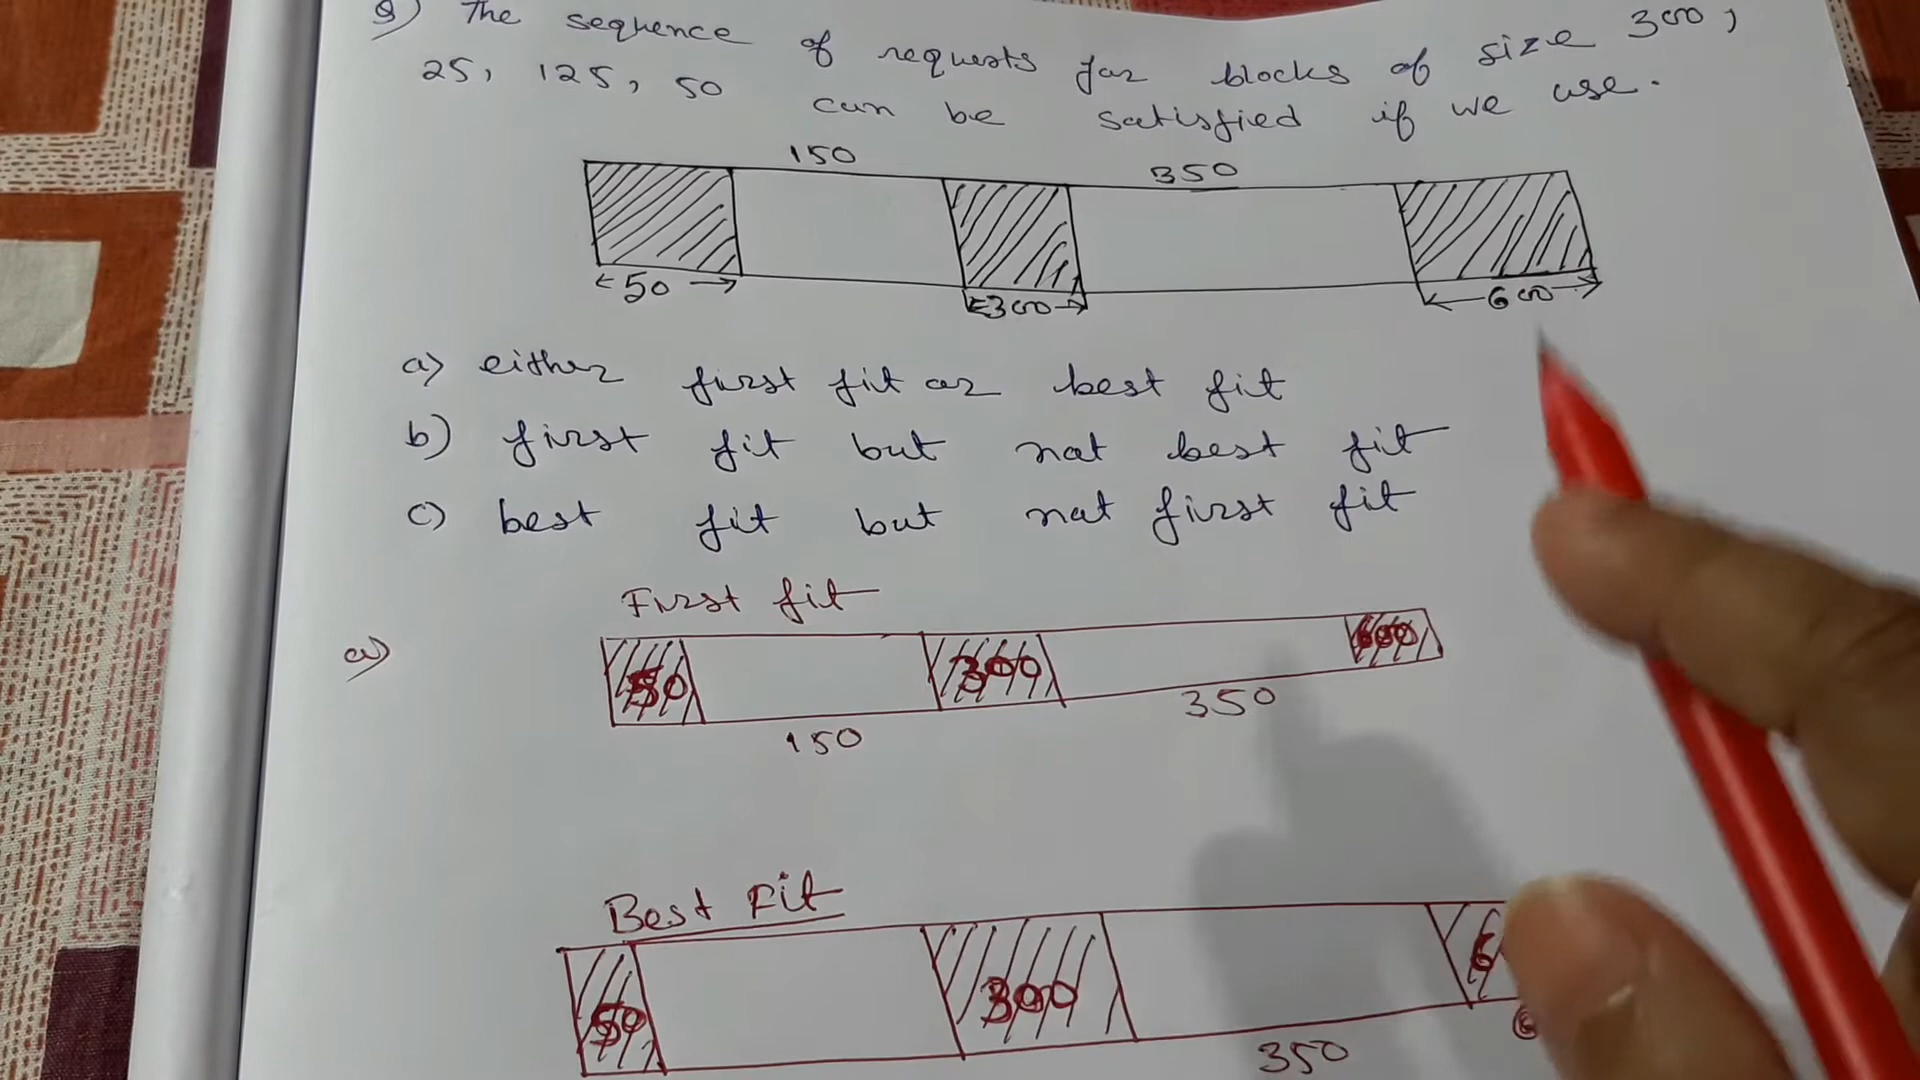 Q) The sequence of requests for blocks of size 300,
25, 125, 50 can be satisfied if we use.
150 350
50 300 600
a) either first fit or best fit
b) first fit but not best fit
c) best fit but not first fit
First fit
a)
50 300 600
150 350
Best Fit
50 300 6
350